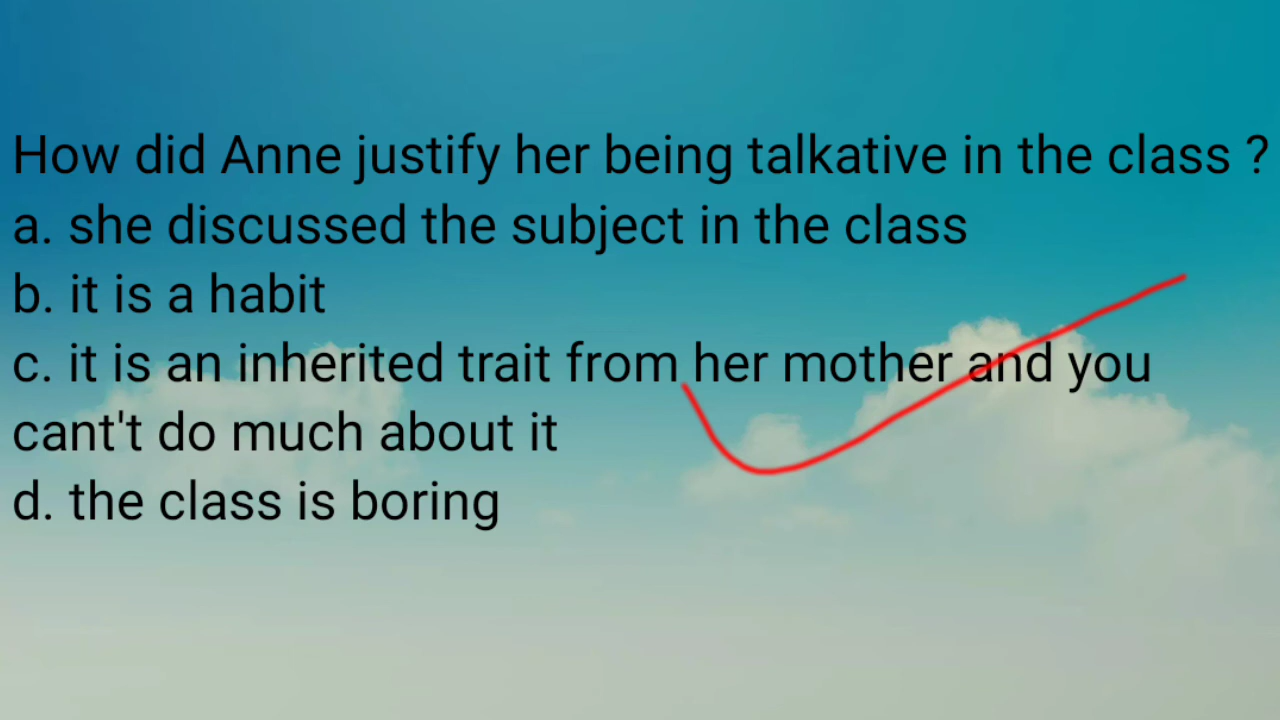 How did Anne justify her being talkative in the class ?
a. she discussed the subject in the class
b. it is a habit
c. it is an inherited trait from her mother and you
cant't do much about it
d. the class is boring